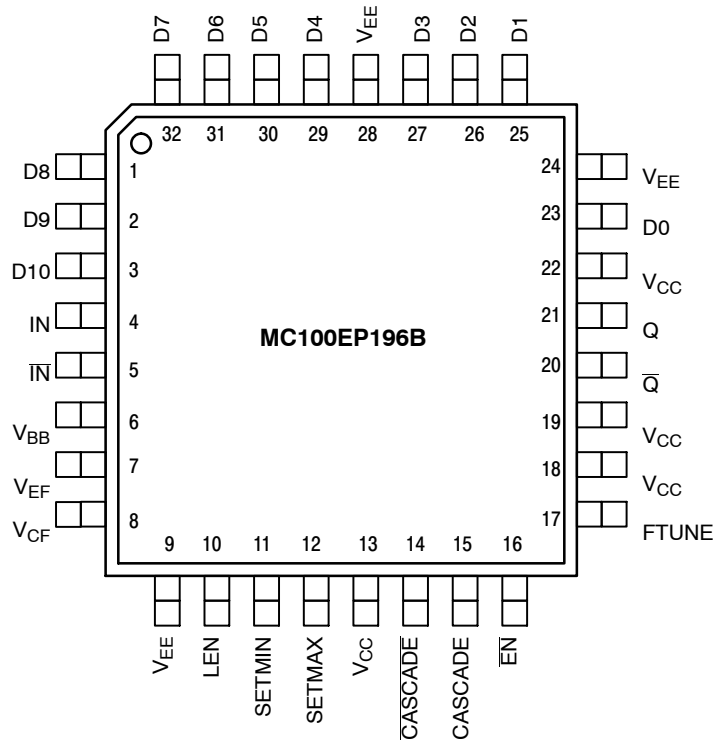 D7 D6 D5 D4 VEE D3 D2 D1
32 31 30 29 28 27 26 25
D8 1
D9 2
D10 3
IN 4
I̅N̅ 5
VBB 6
VEF 7
VCF 8
MC100EP196B
24 VEE
23 D0
22 VCC
21 Q
20 Q̅
19 VCC
18 VCC
17 FTUNE
9 10 11 12 13 14 15 16
VEE LEN SETMIN SETMAX VCC C̅A̅S̅C̅A̅D̅E̅ CASCADE E̅N̅